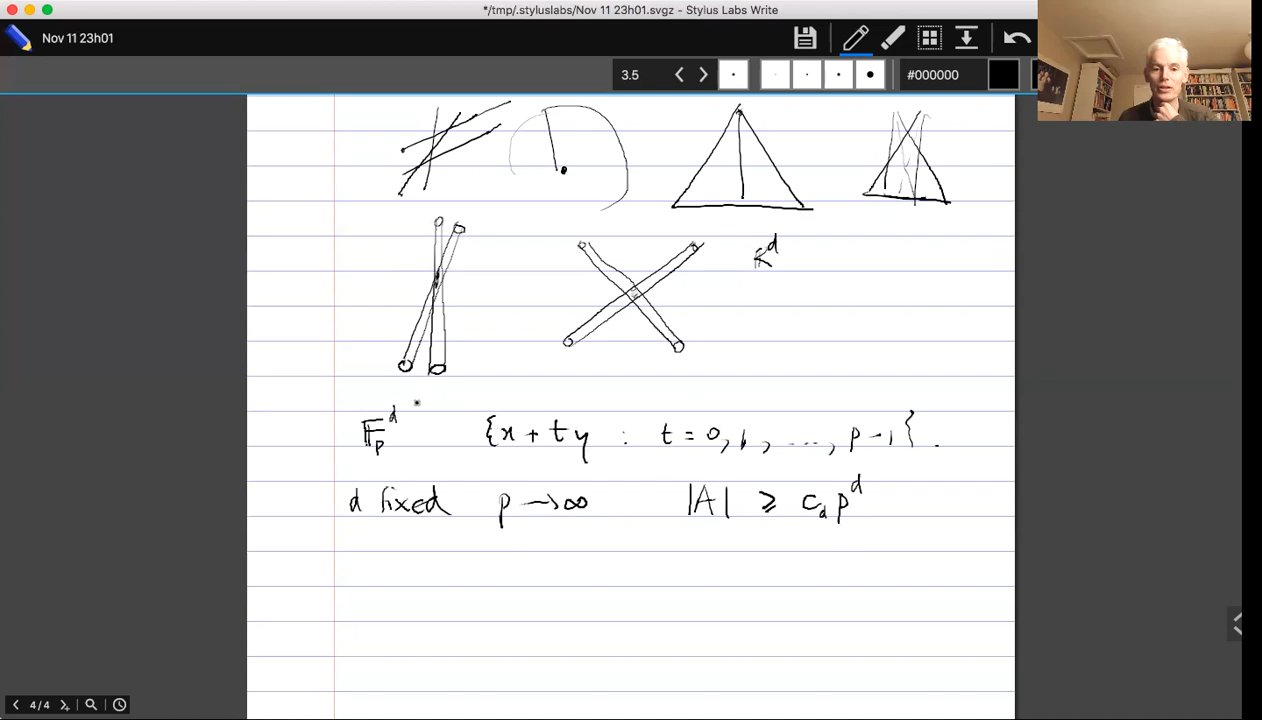 */tmp/.styluslabs/Nov 11 23h01.svgz - Stylus Labs Write
Nov 11 23h01
3.5
#000000
ℝ^d
𝔽_p^d {x + ty : t = 0, 1, ...., p-1} .
d fixed p → ∞ |A| ≥ c_d p^d
4/4